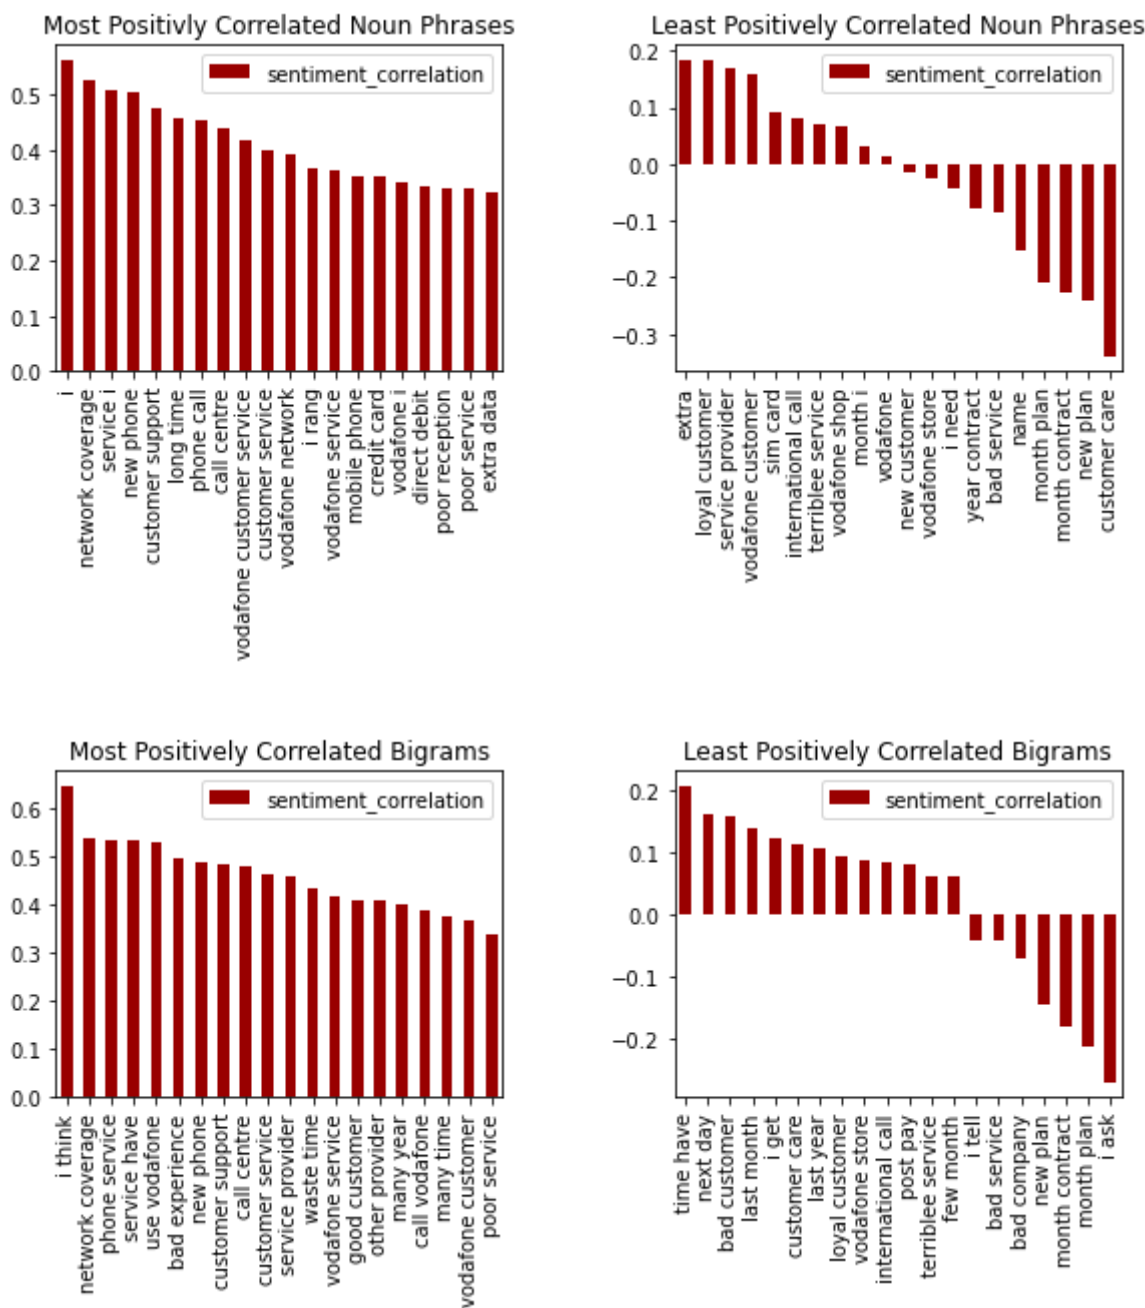 Most Positivly Correlated Noun Phrases
sentiment_correlation
0.5
0.4
0.3
0.2
0.1
0.0
i
network coverage
service i
new phone
customer support
long time
phone call
call centre
vodafone customer service
customer service
vodafone network
i rang
vodafone service
mobile phone
credit card
vodafone i
direct debit
poor reception
poor service
extra data
Least Positively Correlated Noun Phrases
sentiment_correlation
0.2
0.1
0.0
−0.1
−0.2
−0.3
extra
loyal customer
service provider
vodafone customer
sim card
international call
terriblee service
vodafone shop
month i
vodafone
new customer
vodafone store
i need
year contract
bad service
name
month plan
month contract
new plan
customer care
Most Positively Correlated Bigrams
sentiment_correlation
0.6
0.5
0.4
0.3
0.2
0.1
0.0
i think
network coverage
phone service
service have
use vodafone
bad experience
new phone
customer support
call centre
customer service
service provider
waste time
vodafone service
good customer
other provider
many year
call vodafone
many time
vodafone customer
poor service
Least Positively Correlated Bigrams
sentiment_correlation
0.2
0.1
0.0
−0.1
−0.2
time have
next day
bad customer
last month
i get
customer care
last year
loyal customer
vodafone store
international call
post pay
terriblee service
few month
i tell
bad service
bad company
new plan
month contract
month plan
i ask